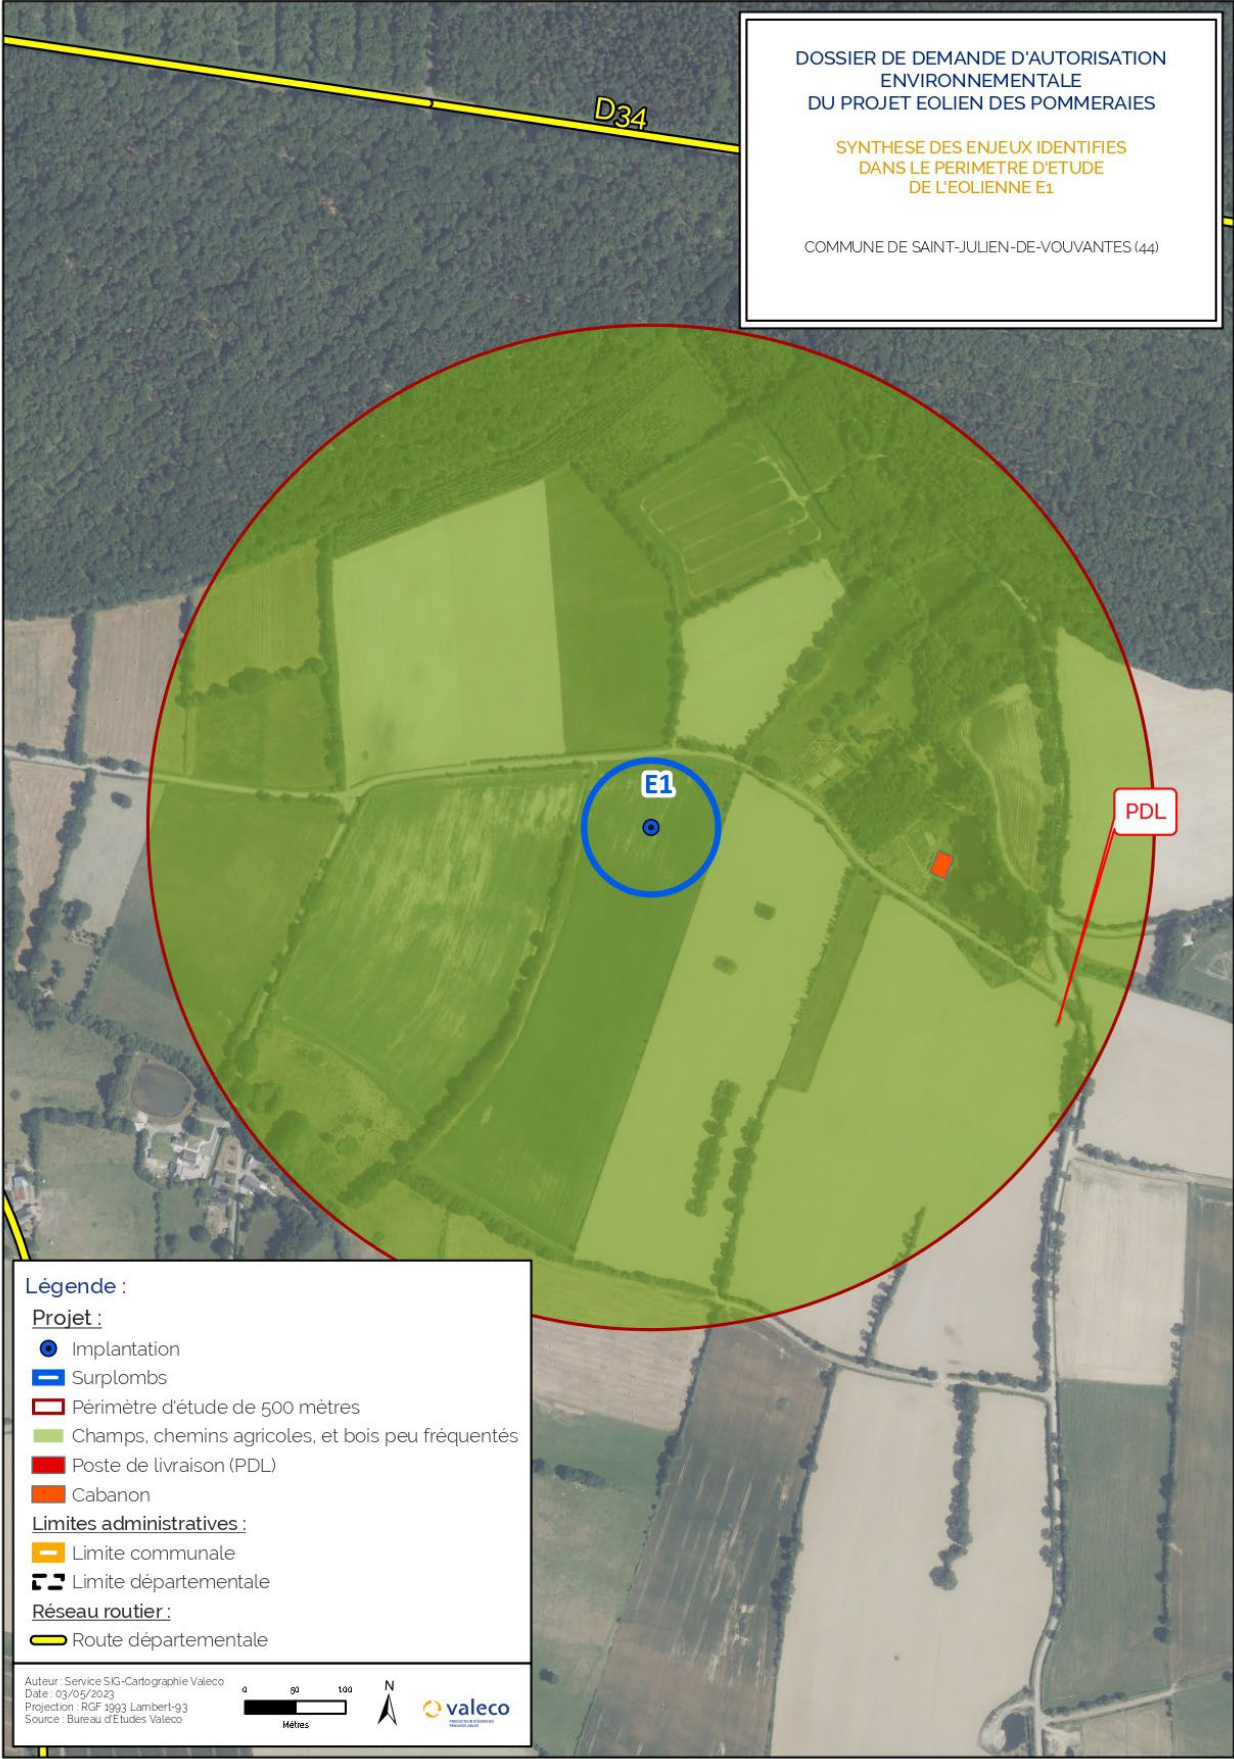 DOSSIER DE DEMANDE D'AUTORISATION
ENVIRONNEMENTALE
DU PROJET EOLIEN DES POMMERAIES
SYNTHESE DES ENJEUX IDENTIFIES
DANS LE PERIMETRE D'ETUDE
DE L'EOLIENNE E1
COMMUNE DE SAINT-JULIEN-DE-VOUVANTES (44)
D34
E1
PDL
Légende :
Projet :
Implantation
Surplombs
Périmètre d'étude de 500 mètres
Champs, chemins agricoles, et bois peu fréquentés
Poste de livraison (PDL)
Cabanon
Limites administratives :
Limite communale
Limite départementale
Réseau routier :
Route départementale
Auteur : Service SIG-Cartographie Valeco
Date : 03/05/2023
Projection : RGF 1993 Lambert-93
Source : Bureau d'Etudes Valeco
0 50 100
Mètres
N
valeco
PRODUCTEUR D'ÉNERGIES
RENOUVELABLES